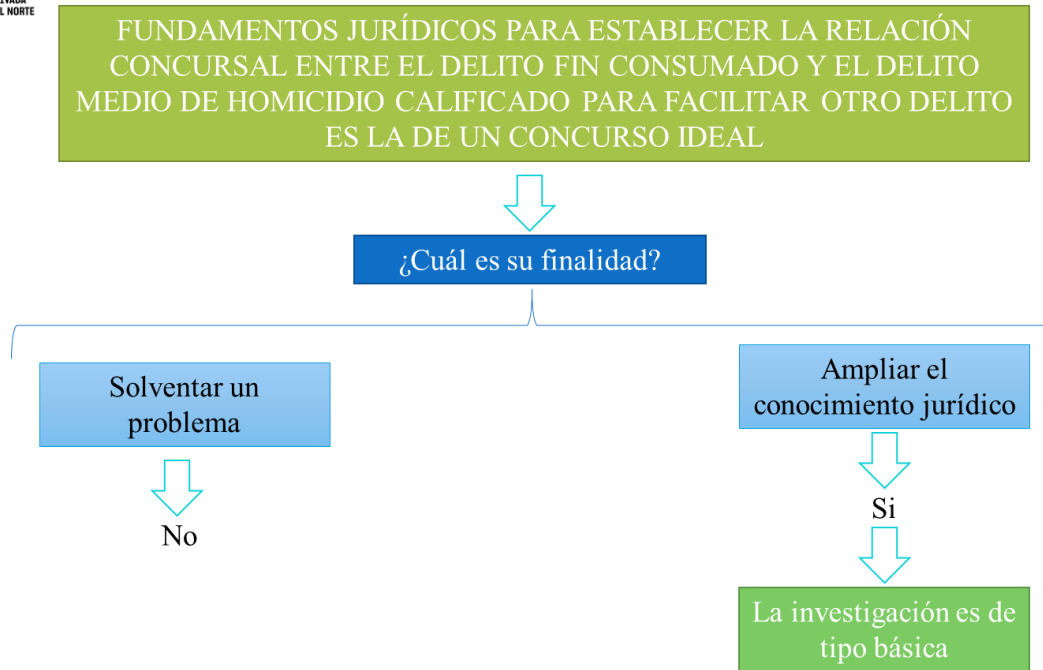 L NORTE
FUNDAMENTOS JURÍDICOS PARA ESTABLECER LA RELACIÓN
CONCURSAL ENTRE EL DELITO FIN CONSUMADO Y EL DELITO
MEDIO DE HOMICIDIO CALIFICADO PARA FACILITAR OTRO DELITO
ES LA DE UN CONCURSO IDEAL
¿Cuál es su finalidad?
Solventar un
problema
No
Ampliar el
conocimiento jurídico
Si
La investigación es de
tipo básica